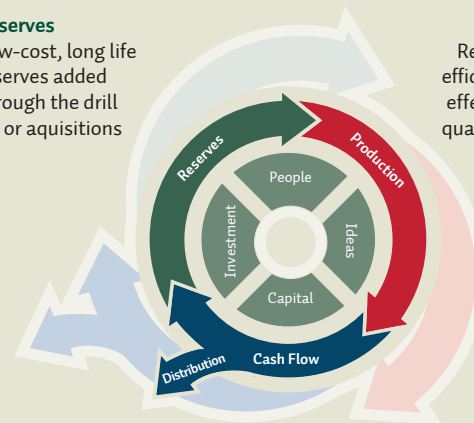 serves
w-cost, long life
serves added
rough the drill
or aquisitions
Re
effic
effe
qua
Reserves
Production
People
Investment
Ideas
Capital
Cash Flow
Distribution